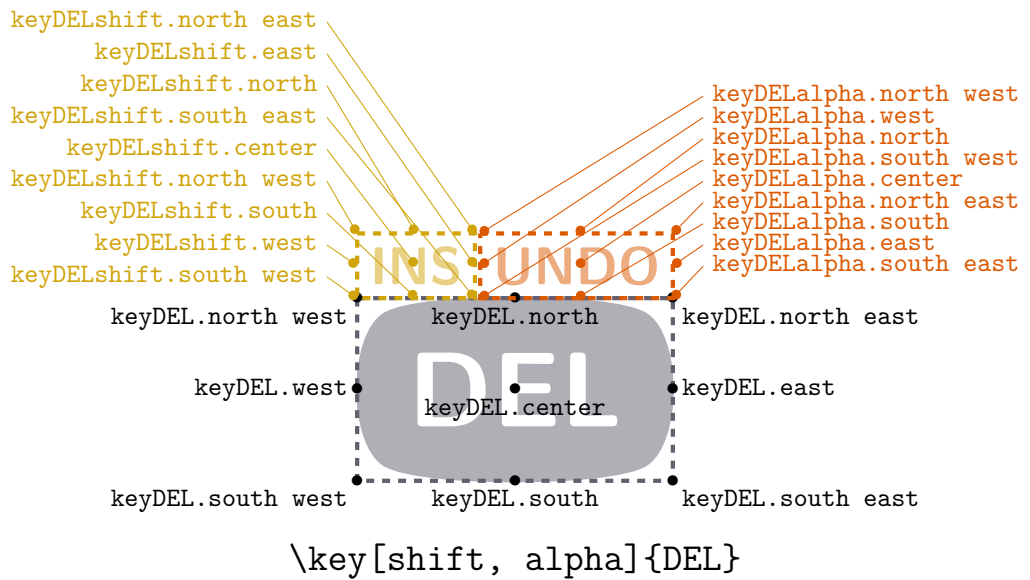 keyDELshift.north east
keyDELshift.east
keyDELshift.north
keyDELshift.south east
keyDELshift.center
keyDELshift.north west
keyDELshift.south
keyDELshift.west
keyDELshift.south west
keyDELalpha.north west
keyDELalpha.west
keyDELalpha.north
keyDELalpha.south west
keyDELalpha.center
keyDELalpha.north east
keyDELalpha.south
keyDELalpha.east
keyDELalpha.south east
INS UNDO
keyDEL.north west keyDEL.north keyDEL.north east
DEL
keyDEL.west keyDEL.east
keyDEL.center
keyDEL.south west keyDEL.south keyDEL.south east
\key[shift, alpha]{DEL}